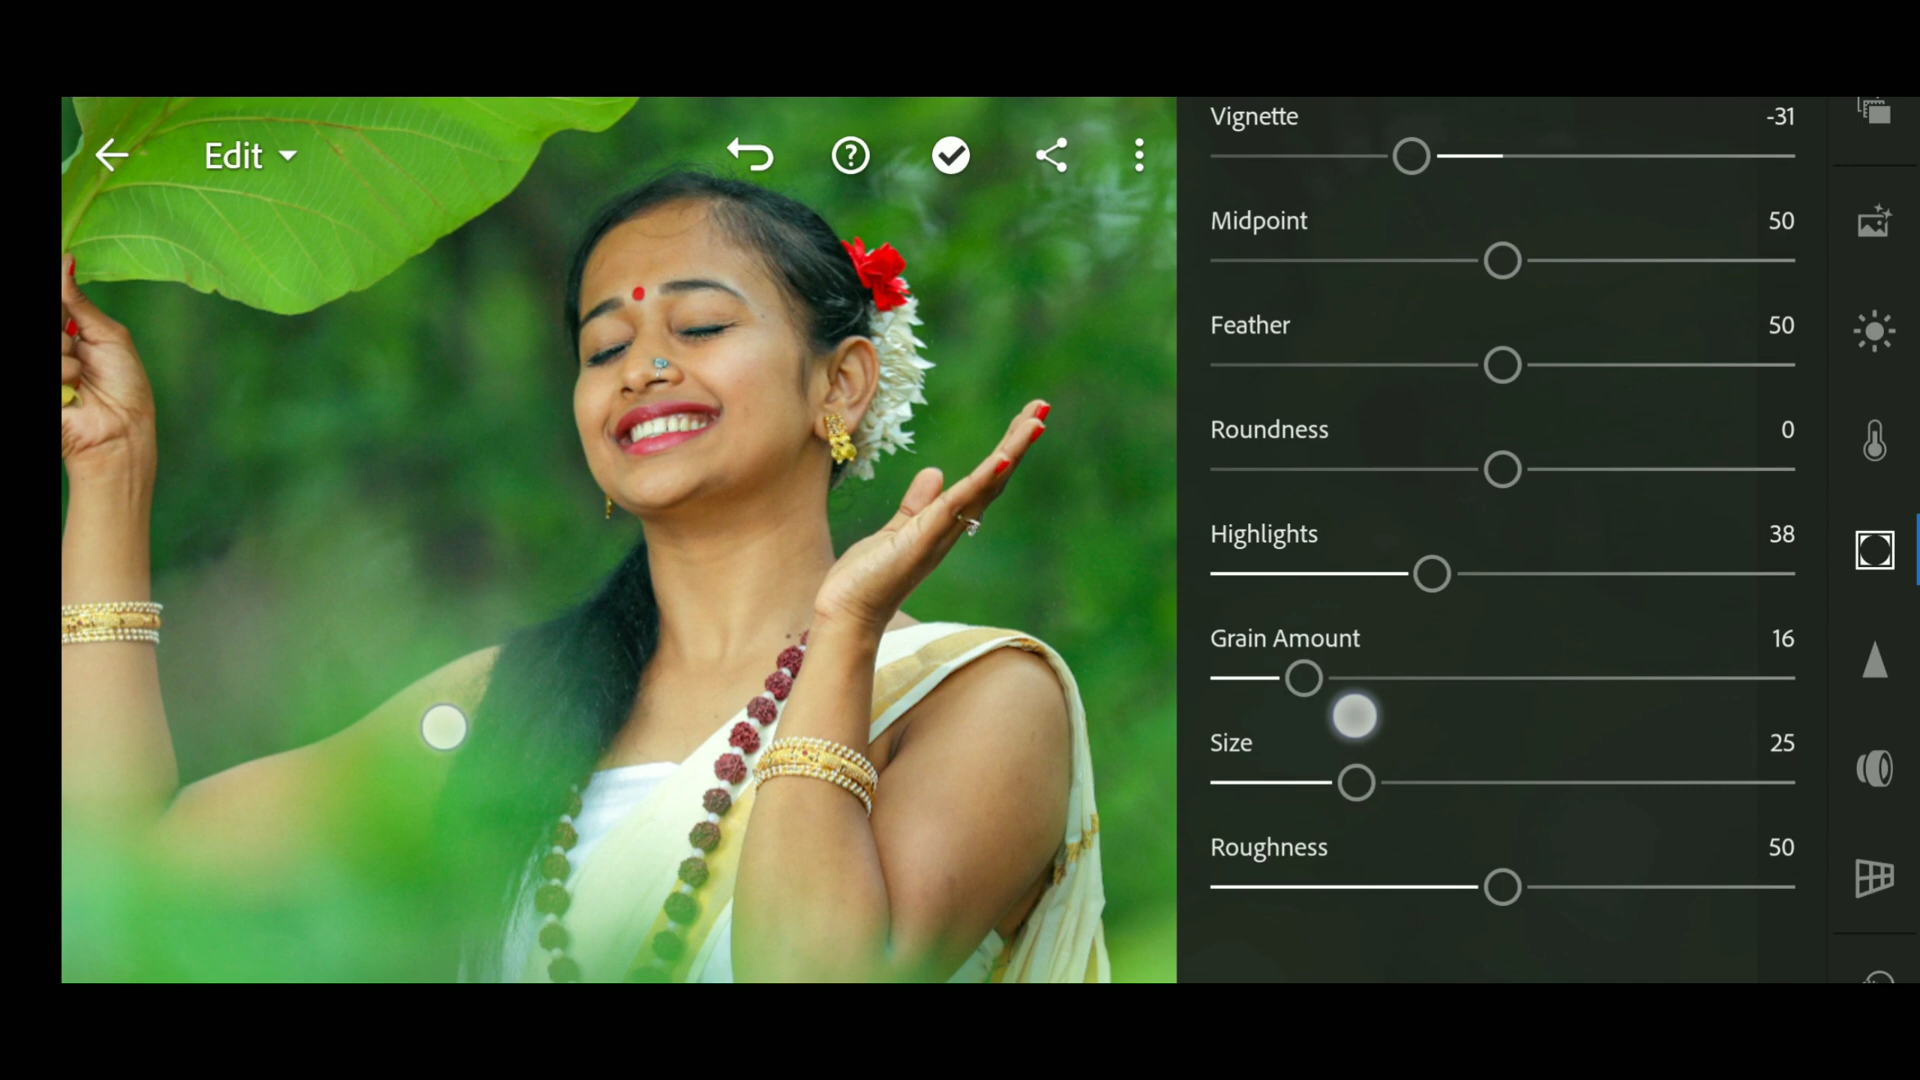 Edit
Vignette -31
Midpoint 50
Feather 50
Roundness 0
Highlights 38
Grain Amount 16
Size 25
Roughness 50